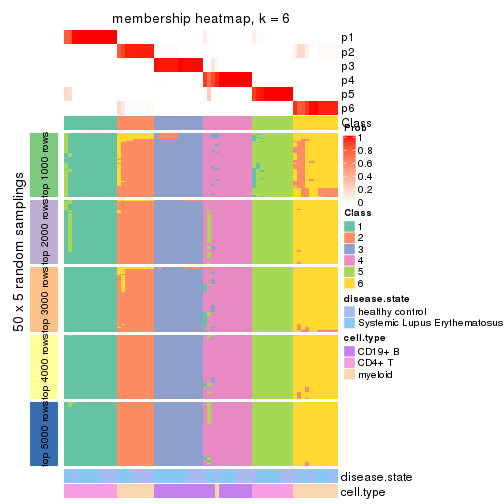 membership heatmap, k = 6
p1
p2
p3
p4
p5
p6
Class
Prob
1
0.8
0.6
0.4
0.2
0
Class
1
2
3
4
5
6
disease.state
healthy control
Systemic Lupus Erythematosus
cell.type
CD19+ B
CD4+ T
myeloid
50 x 5 random samplings
top 1000 rows
top 2000 rows
top 3000 rows
top 4000 rows
top 5000 rows
disease.state
cell.type